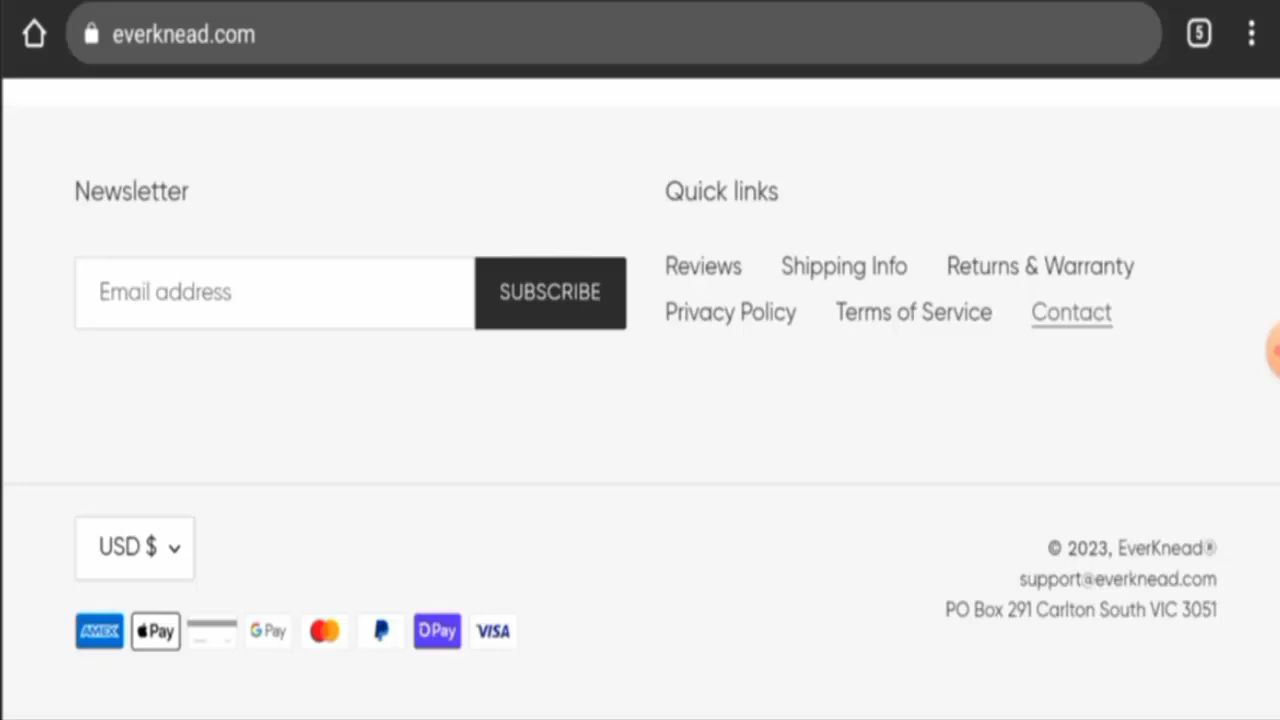 everknead.com
5
Newsletter
Quick links
Email address
SUBSCRIBE
Reviews
Shipping Info
Returns & Warranty
Privacy Policy
Terms of Service
Contact
USD $
© 2023, EverKnead®
support@everknead.com
PO Box 291 Carlton South VIC 3051
AMEX
Pay
G Pay
Pay
VISA